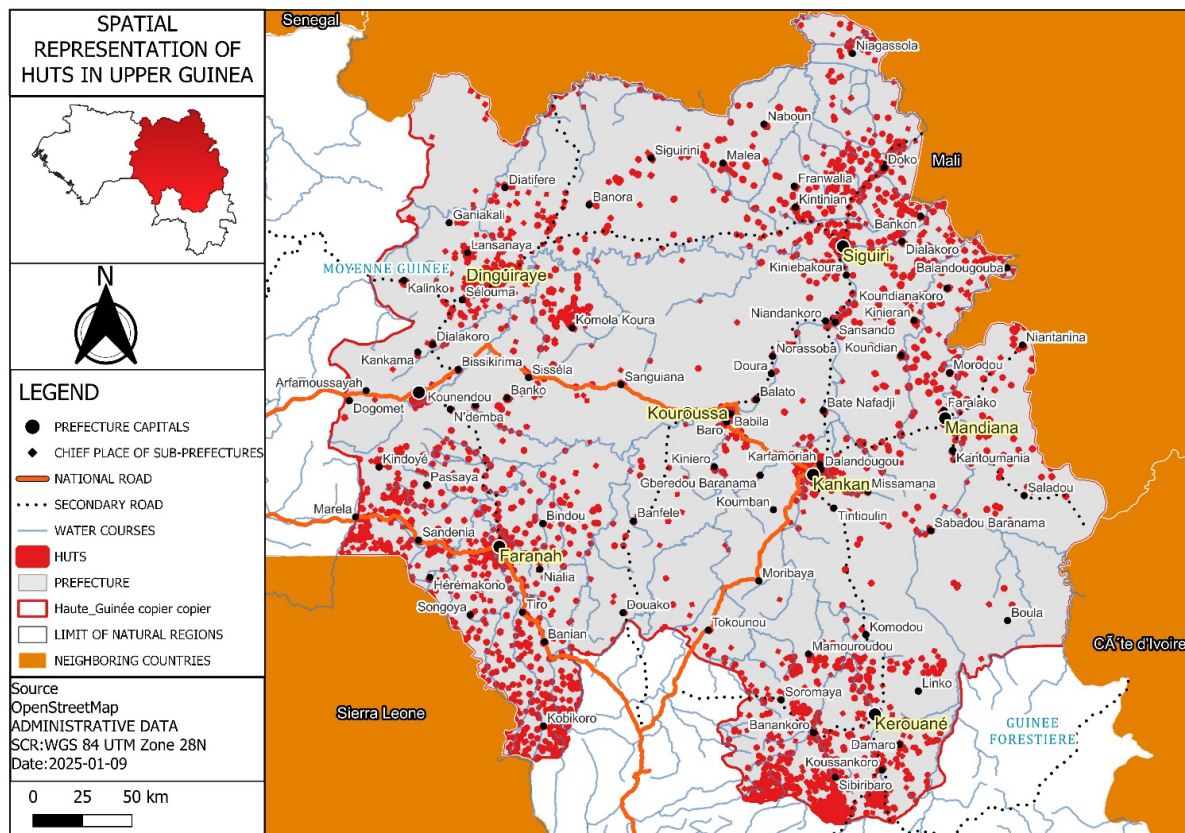 SPATIAL
REPRESENTATION OF
HUTS IN UPPER GUINEA
N
LEGEND
PREFECTURE CAPITALS
CHIEF PLACE OF SUB-PREFECTURES
NATIONAL ROAD
SECONDARY ROAD
WATER COURSES
HUTS
PREFECTURE
Haute_Guinée copier copier
LIMIT OF NATURAL REGIONS
NEIGHBORING COUNTRIES
Source
OpenStreetMap
ADMINISTRATIVE DATA
SCR:WGS 84 UTM Zone 28N
Date:2025-01-09
0 25 50 km
Senegal
Niagassola
Naboun
Mali
Siguirini
Malea
Doko
Diatifere
Franwalia
Banora
Kintinian
Ganiakali
Bankon
Lansanaya
Siguiri
Dialakoro
MOYENNE GUINEE
Dinguiraye
Kiniebakoura
Balandougouba
Kalinko
Sélouma
Koundianakoro
Niandankoro
Kinieran
Komola Koura
Sansando
Dialakoro
Norassoba
Koundian
Niantanina
Kankama
Bissikirima
Doura
Morodou
Arfamoussayah
Sisséla
Sanguiana
Kounendou
Banko
Balato
Dogomet
N'demba
Kouroussa
Bate Nafadji
Faralako
Babila
Mandiana
Baro
Kindoyé
Karfamoriah
Dalandougou
Kantoumania
Kiniero
Passaya
Gberedou Baranama
Kankan
Missamana
Saladou
Marela
Koumban
Bindou
Banfele
Tintioulin
Sandenia
Sabadou Baranama
Faranah
Nialia
Hérémakono
Moribaya
Songoya
Tiro
Douako
Boula
Banian
Tokounou
Komodou
CÃ´te d'Ivoire
Mamouroudou
Linko
Soromaya
Sierra Leone
Kobikoro
Banankoro
Kerouané
GUINEE
FORESTIERE
Damaro
Koussankoro
Sibiribaro